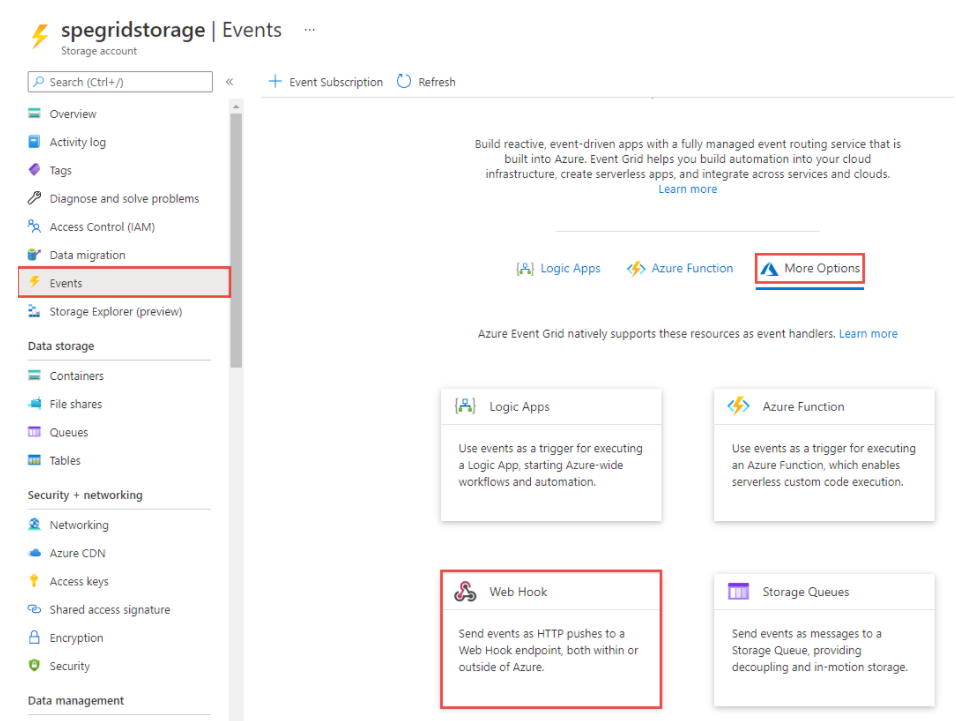 spegridstorage | Events ...
Storage account
Search (Ctrl+/)
«
Overview
Activity log
Tags
Diagnose and solve problems
Access Control (IAM)
Data migration
Events
Storage Explorer (preview)
Data storage
Containers
File shares
Queues
Tables
Security + networking
Networking
Azure CDN
Access keys
Shared access signature
Encryption
Security
Data management
+ Event Subscription
Refresh
Build reactive, event-driven apps with a fully managed event routing service that is
built into Azure. Event Grid helps you build automation into your cloud
infrastructure, create serverless apps, and integrate across services and clouds.
Learn more
Logic Apps
Azure Function
More Options
Azure Event Grid natively supports these resources as event handlers. Learn more
Logic Apps
Use events as a trigger for executing
a Logic App, starting Azure-wide
workflows and automation.
Azure Function
Use events as a trigger for executing
an Azure Function, which enables
serverless custom code execution.
Web Hook
Send events as HTTP pushes to a
Web Hook endpoint, both within or
outside of Azure.
Storage Queues
Send events as messages to a
Storage Queue, providing
decoupling and in-motion storage.